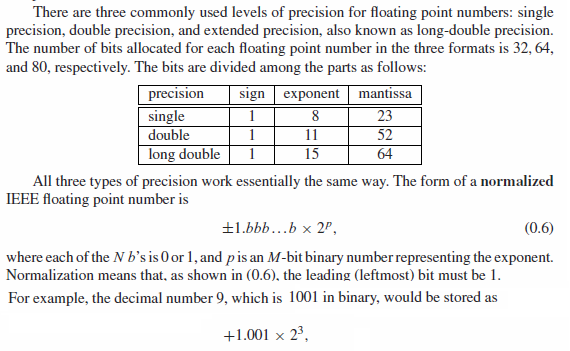 There are three commonly used levels of precision for floating point numbers: single
precision, double precision, and extended precision, also known as long-double precision.
The number of bits allocated for each floating point number in the three formats is 32, 64,
and 80, respectively. The bits are divided among the parts as follows:
precision sign exponent mantissa
single 1 8 23
double 1 11 52
long double 1 15 64
All three types of precision work essentially the same way. The form of a normalized
IEEE floating point number is
±1.bbb...b × 2^p, (0.6)
where each of the N b's is 0 or 1, and p is an M-bit binary number representing the exponent.
Normalization means that, as shown in (0.6), the leading (leftmost) bit must be 1.
For example, the decimal number 9, which is 1001 in binary, would be stored as
+1.001 × 2³,